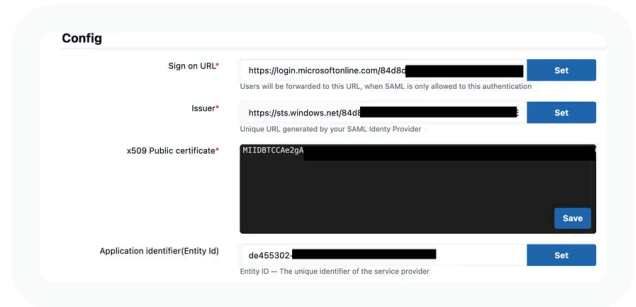 Config
Sign on URL*
https://login.microsoftonline.com/84d8d
Set
Users will be forwarded to this URL, when SAML is only allowed to this authentication
Issuer*
https://sts.windows.net/84d8
Set
Unique URL generated by your SAML Identy Provider
x509 Public certificate*
MIIDBTCCAe2gA
Save
Application identifier(Entity Id)
de455302-
Set
Entity ID — The unique identifier of the service provider